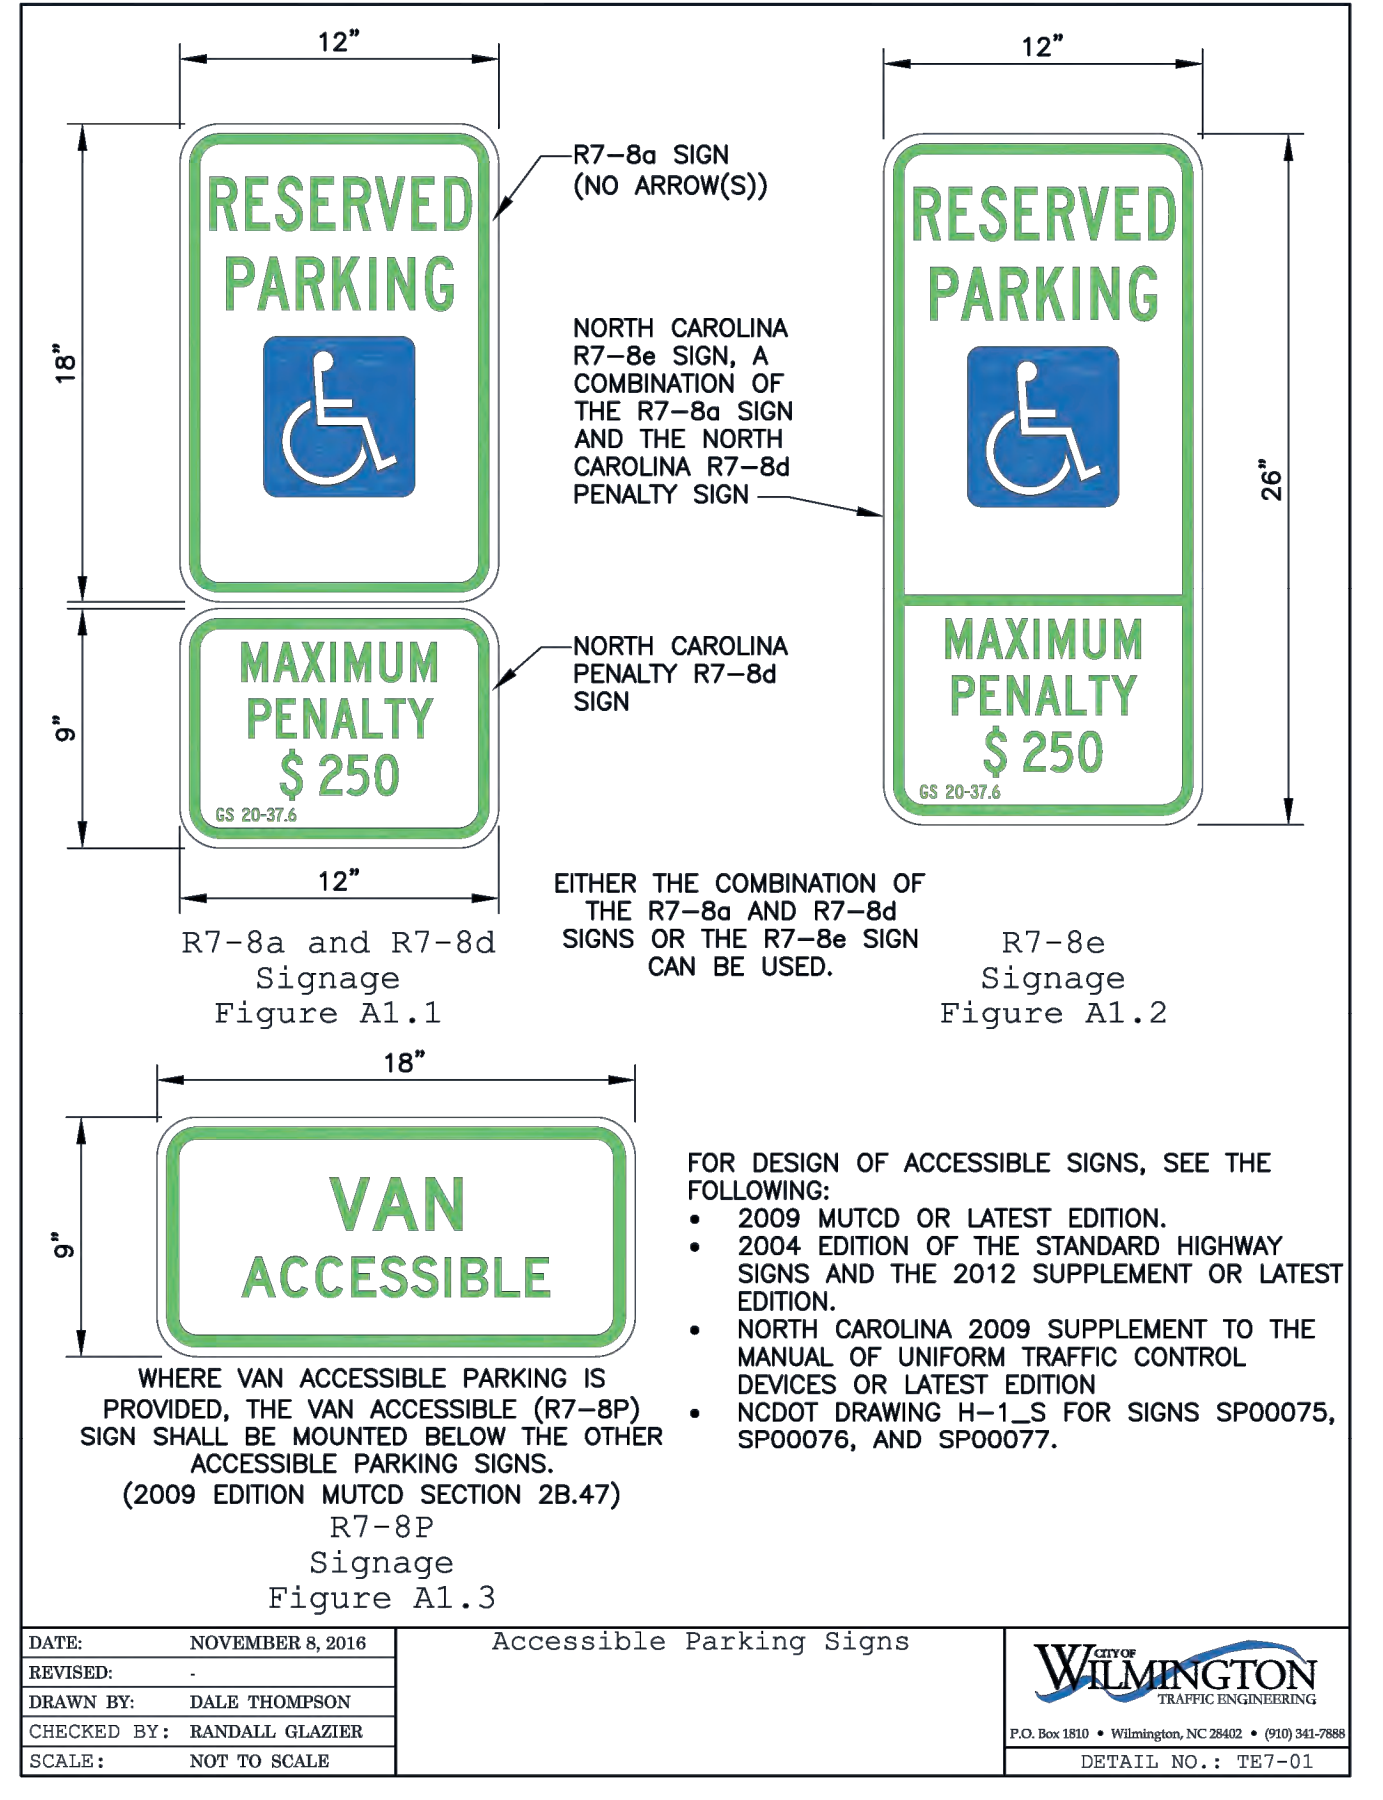 12"
18"
RESERVED
PARKING
R7-8a SIGN
(NO ARROW(S))
9"
MAXIMUM
PENALTY
$ 250
GS 20-37.6
NORTH CAROLINA
PENALTY R7-8d
SIGN
12"
R7-8a and R7-8d
Signage
Figure A1.1
12"
26"
RESERVED
PARKING
NORTH CAROLINA
R7-8e SIGN, A
COMBINATION OF
THE R7-8a SIGN
AND THE NORTH
CAROLINA R7-8d
PENALTY SIGN
MAXIMUM
PENALTY
$ 250
GS 20-37.6
EITHER THE COMBINATION OF
THE R7-8a AND R7-8d
SIGNS OR THE R7-8e SIGN
CAN BE USED.
R7-8e
Signage
Figure A1.2
18"
9"
VAN
ACCESSIBLE
WHERE VAN ACCESSIBLE PARKING IS
PROVIDED, THE VAN ACCESSIBLE (R7-8P)
SIGN SHALL BE MOUNTED BELOW THE OTHER
ACCESSIBLE PARKING SIGNS.
(2009 EDITION MUTCD SECTION 2B.47)
R7-8P
Signage
Figure A1.3
FOR DESIGN OF ACCESSIBLE SIGNS, SEE THE
FOLLOWING:
• 2009 MUTCD OR LATEST EDITION.
• 2004 EDITION OF THE STANDARD HIGHWAY
SIGNS AND THE 2012 SUPPLEMENT OR LATEST
EDITION.
• NORTH CAROLINA 2009 SUPPLEMENT TO THE
MANUAL OF UNIFORM TRAFFIC CONTROL
DEVICES OR LATEST EDITION
• NCDOT DRAWING H-1_S FOR SIGNS SP00075,
SP00076, AND SP00077.
DATE: NOVEMBER 8, 2016
REVISED: -
DRAWN BY: DALE THOMPSON
CHECKED BY: RANDALL GLAZIER
SCALE: NOT TO SCALE
Accessible Parking Signs
CITY OF
WILMINGTON
TRAFFIC ENGINEERING
P.O. Box 1810 • Wilmington, NC 28402 • (910) 341-7888
DETAIL NO.: TE7-01